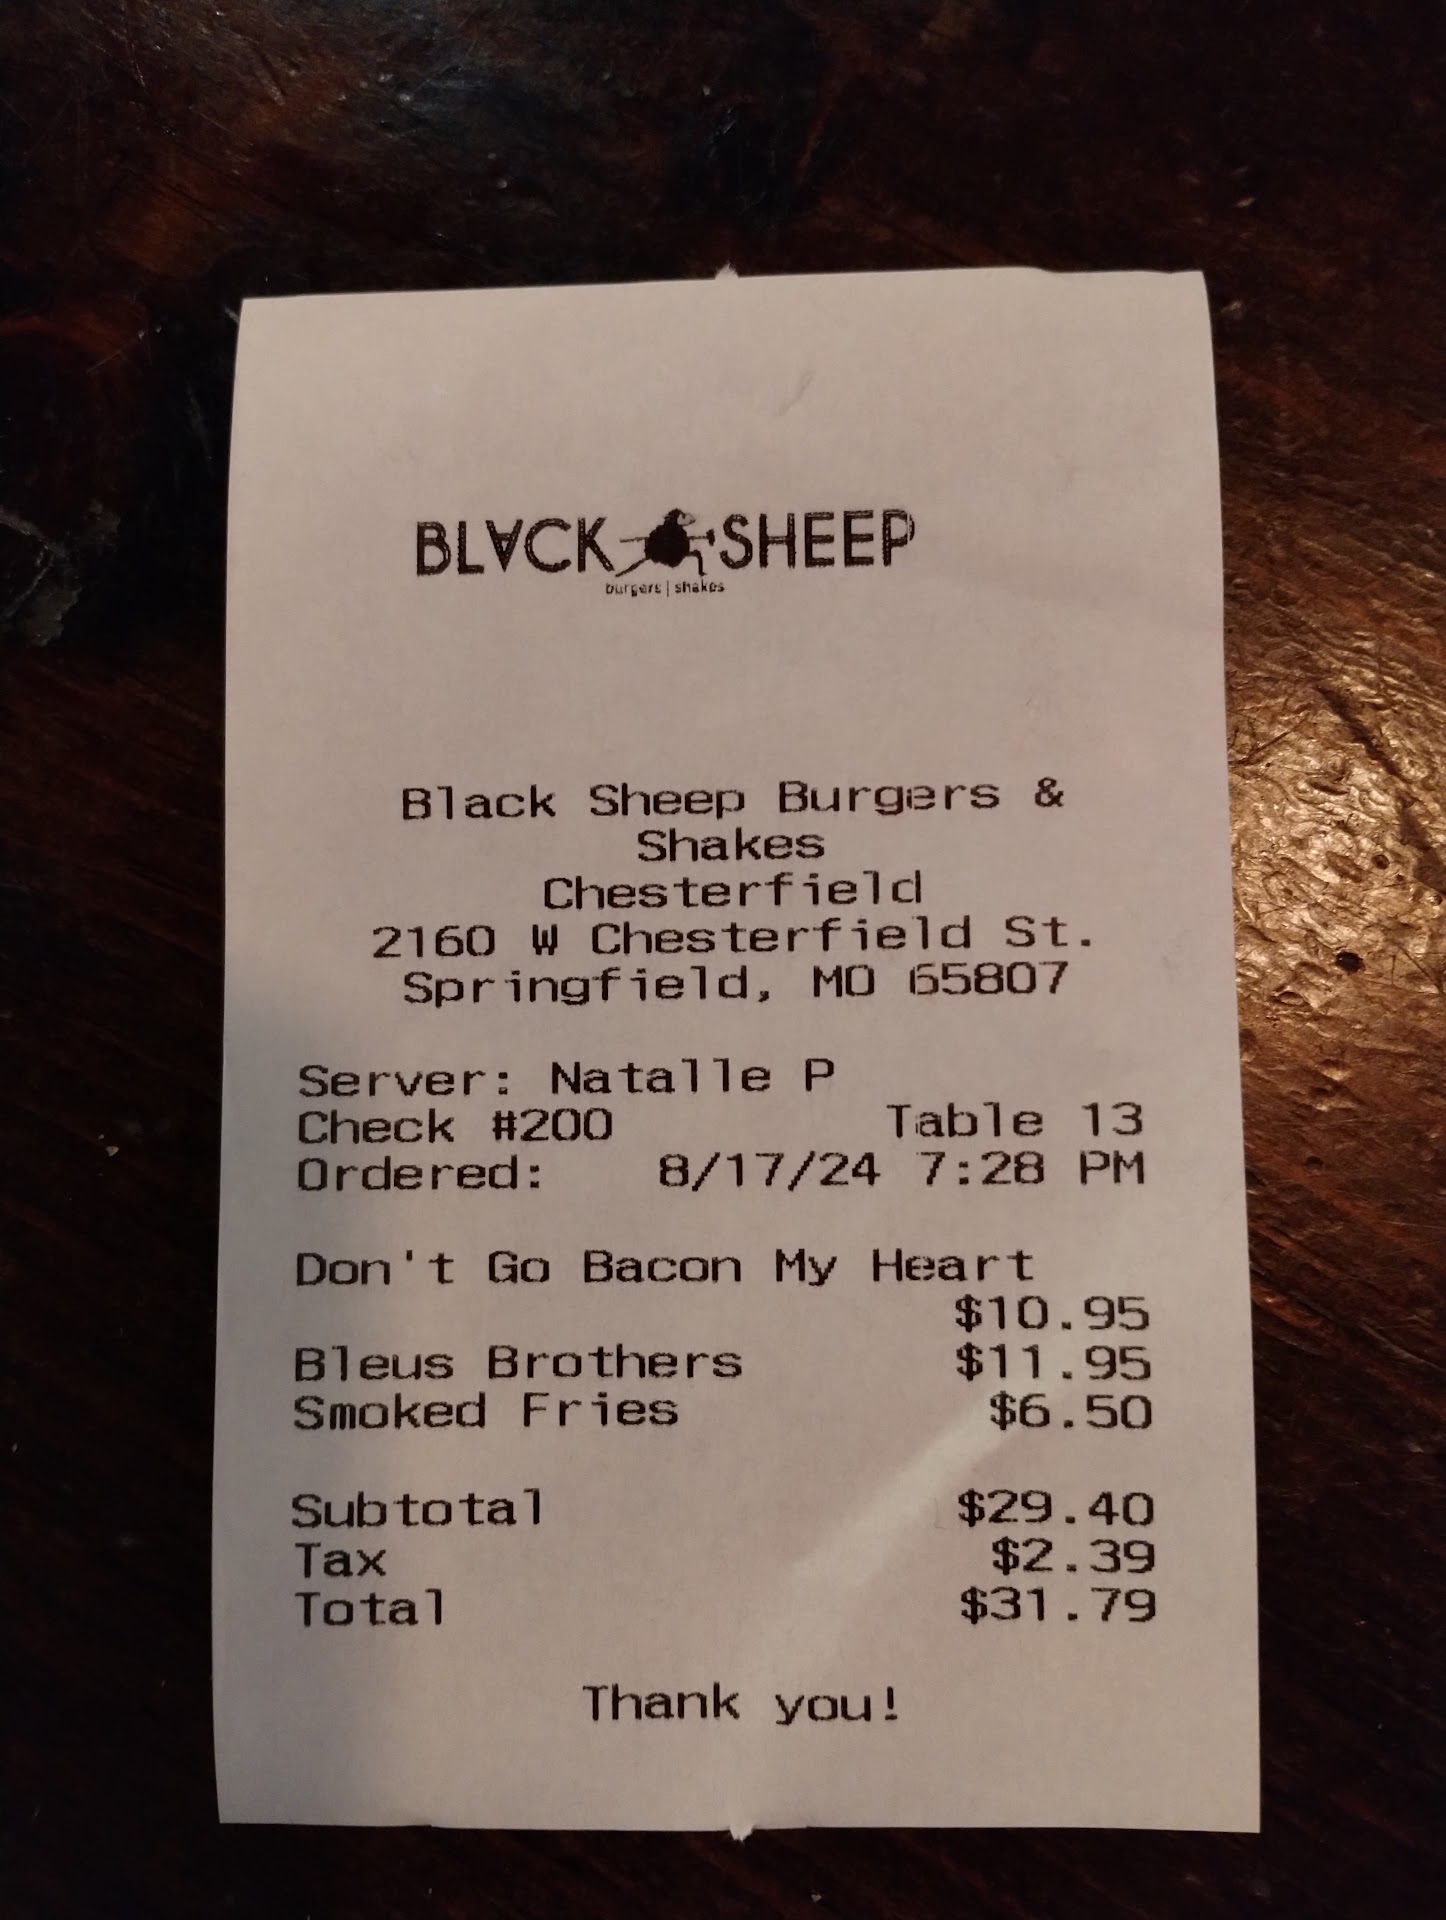 BLACK SHEEP
burgers | shakes
Black Sheep Burgers &
Shakes
Chesterfield
2160 W Chesterfield St.
Springfield, MO 65807
Server: Natalle P
Check #200 Table 13
Ordered: 8/17/24 7:28 PM
Don't Go Bacon My Heart
$10.95
Bleus Brothers $11.95
Smoked Fries $6.50
Subtotal $29.40
Tax $2.39
Total $31.79
Thank you!